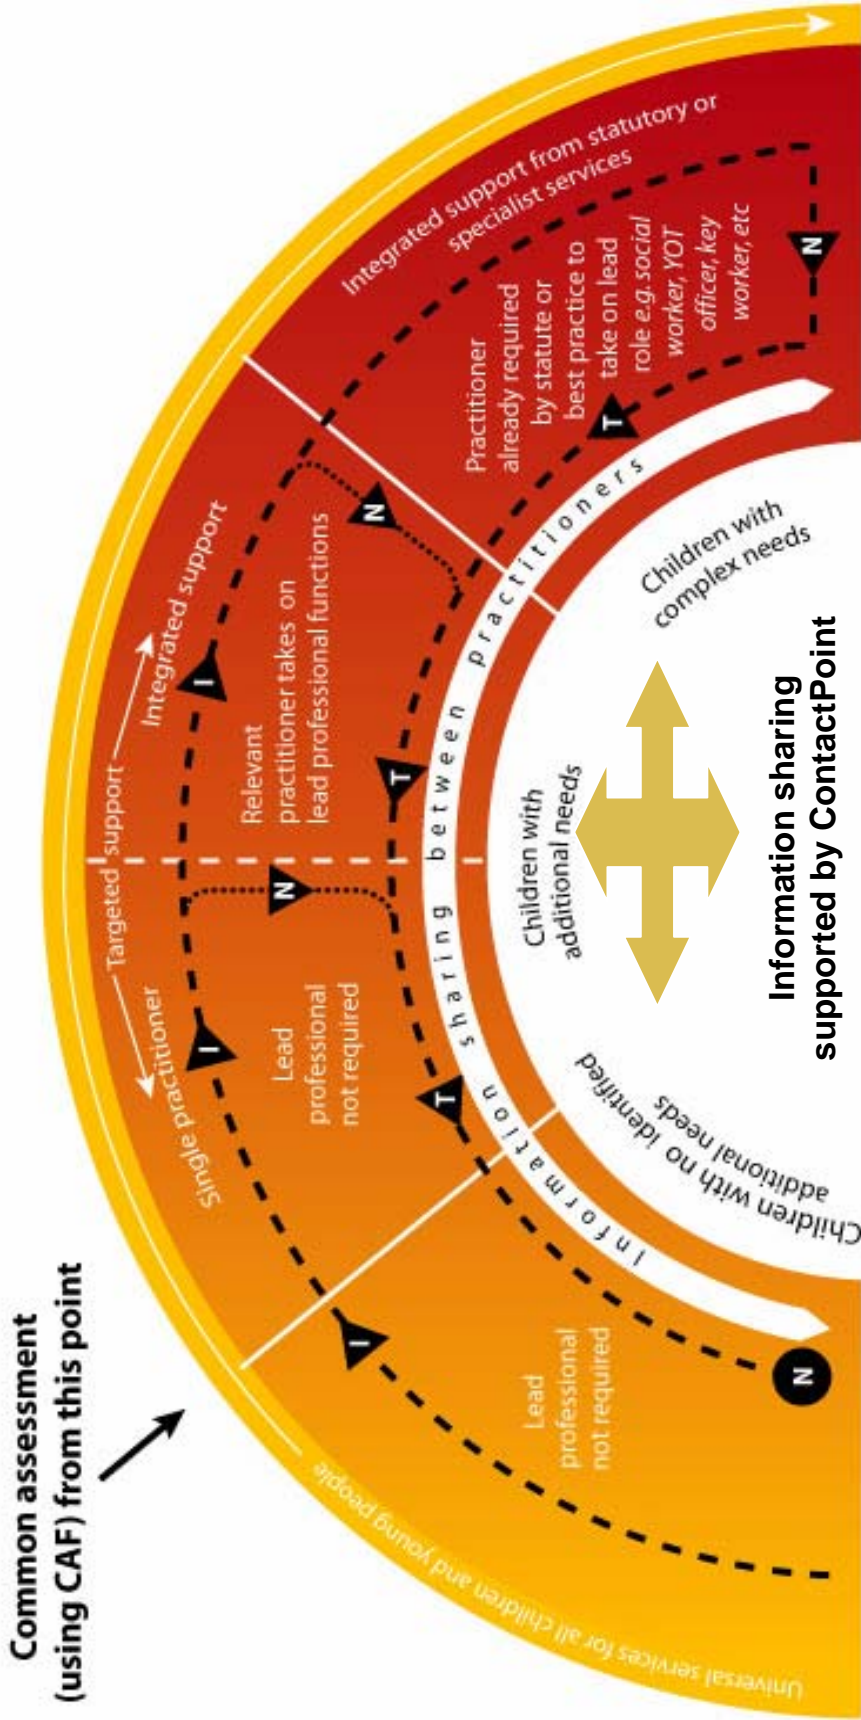 Common assessment
(using CAF) from this point
Universal services for all children and young people
Targeted support
Single practitioner
Integrated support
Integrated support from statutory or
specialist services
Lead
professional
not required
Lead
professional
not required
Relevant
practitioner takes on
lead professional functions
Practitioner
already required
by statute or
best practice to
take on lead
role e.g. social
worker, YOT
officer, key
worker, etc
I
I
I
N
N
N
T
T
T
N
information sharing between practitioners
Children with no identified
additional needs
Children with
additional needs
Children with
complex needs
Information sharing
supported by ContactPoint